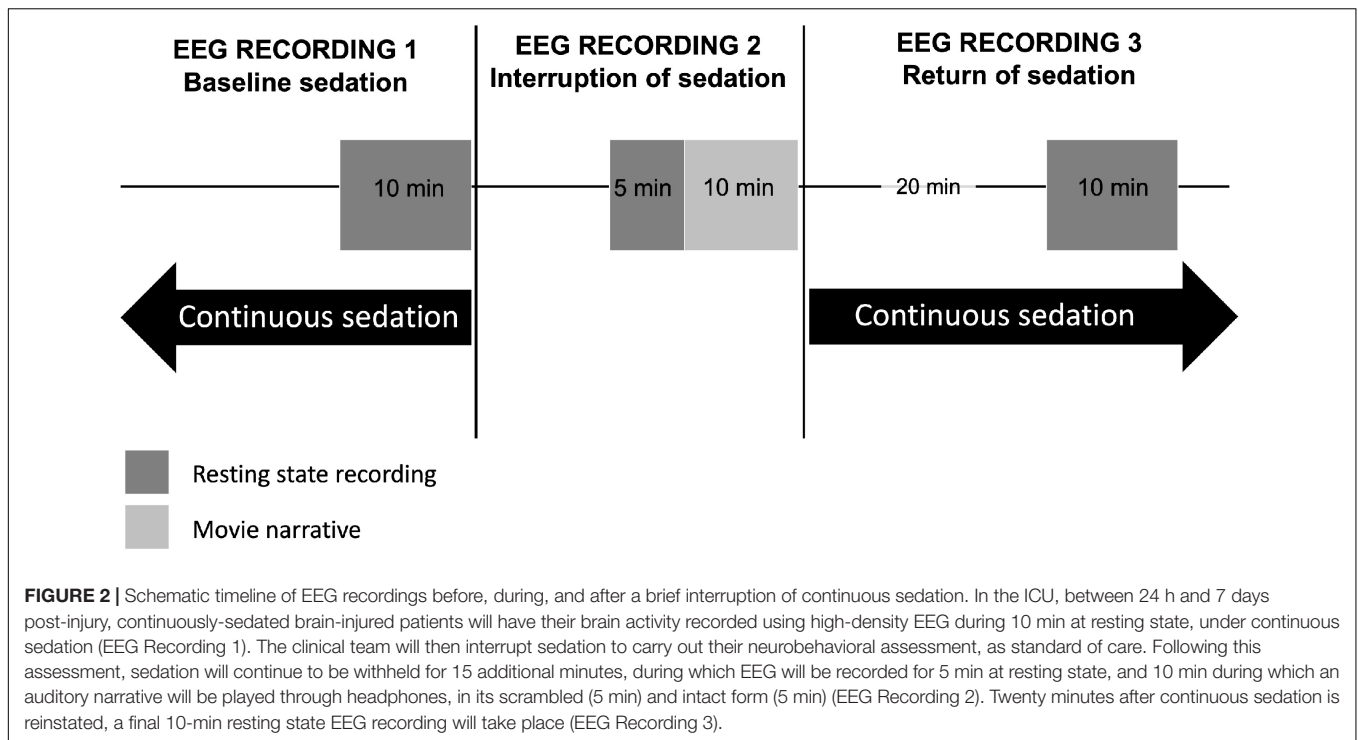 EEG RECORDING 1
Baseline sedation
EEG RECORDING 2
Interruption of sedation
EEG RECORDING 3
Return of sedation
10 min
5 min
10 min
20 min
10 min
Continuous sedation
Continuous sedation
Resting state recording
Movie narrative
FIGURE 2 | Schematic timeline of EEG recordings before, during, and after a brief interruption of continuous sedation. In the ICU, between 24 h and 7 days
post-injury, continuously-sedated brain-injured patients will have their brain activity recorded using high-density EEG during 10 min at resting state, under continuous
sedation (EEG Recording 1). The clinical team will then interrupt sedation to carry out their neurobehavioral assessment, as standard of care. Following this
assessment, sedation will continue to be withheld for 15 additional minutes, during which EEG will be recorded for 5 min at resting state, and 10 min during which an
auditory narrative will be played through headphones, in its scrambled (5 min) and intact form (5 min) (EEG Recording 2). Twenty minutes after continuous sedation is
reinstated, a final 10-min resting state EEG recording will take place (EEG Recording 3).